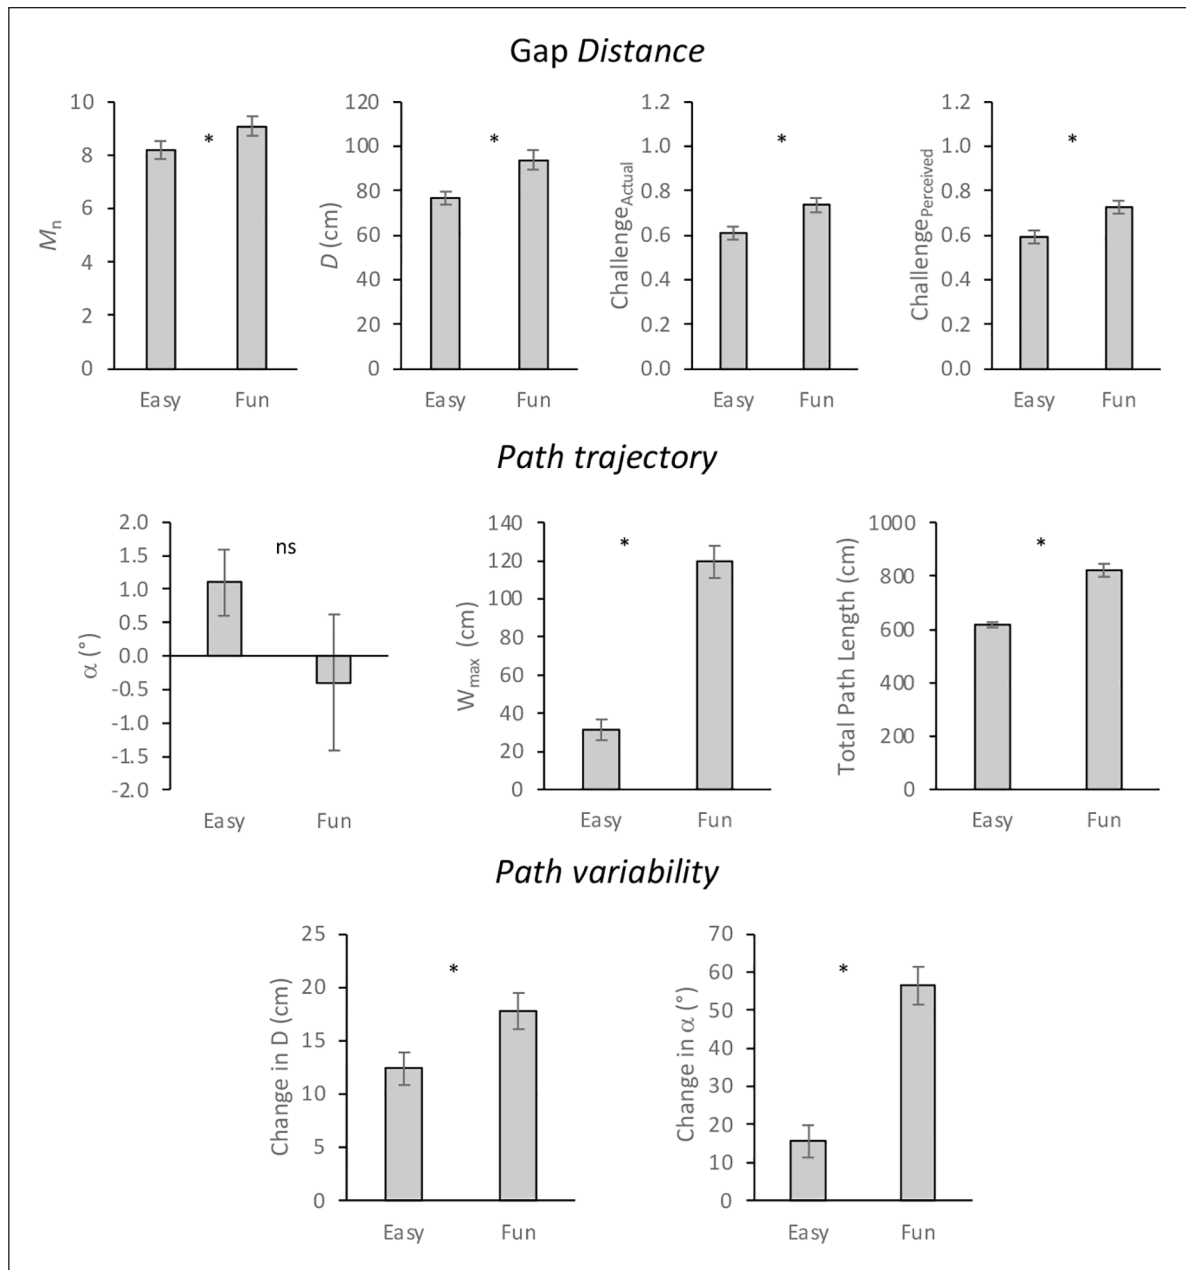 Gap Distance
10
8
6
4
2
0
Mn
*
Easy
Fun
120
100
80
60
40
20
0
D (cm)
*
Easy
Fun
1.2
1.0
0.8
0.6
0.4
0.2
0.0
ChallengeActual
*
Easy
Fun
1.2
1.0
0.8
0.6
0.4
0.2
0.0
ChallengePerceived
*
Easy
Fun
Path trajectory
2.0
1.5
1.0
0.5
0.0
-0.5
-1.0
-1.5
-2.0
α (°)
ns
Easy
Fun
140
120
100
80
60
40
20
0
Wmax (cm)
*
Easy
Fun
1000
800
600
400
200
0
Total Path Length (cm)
*
Easy
Fun
Path variability
25
20
15
10
5
0
Change in D (cm)
*
Easy
Fun
70
60
50
40
30
20
10
0
Change in α (°)
*
Easy
Fun